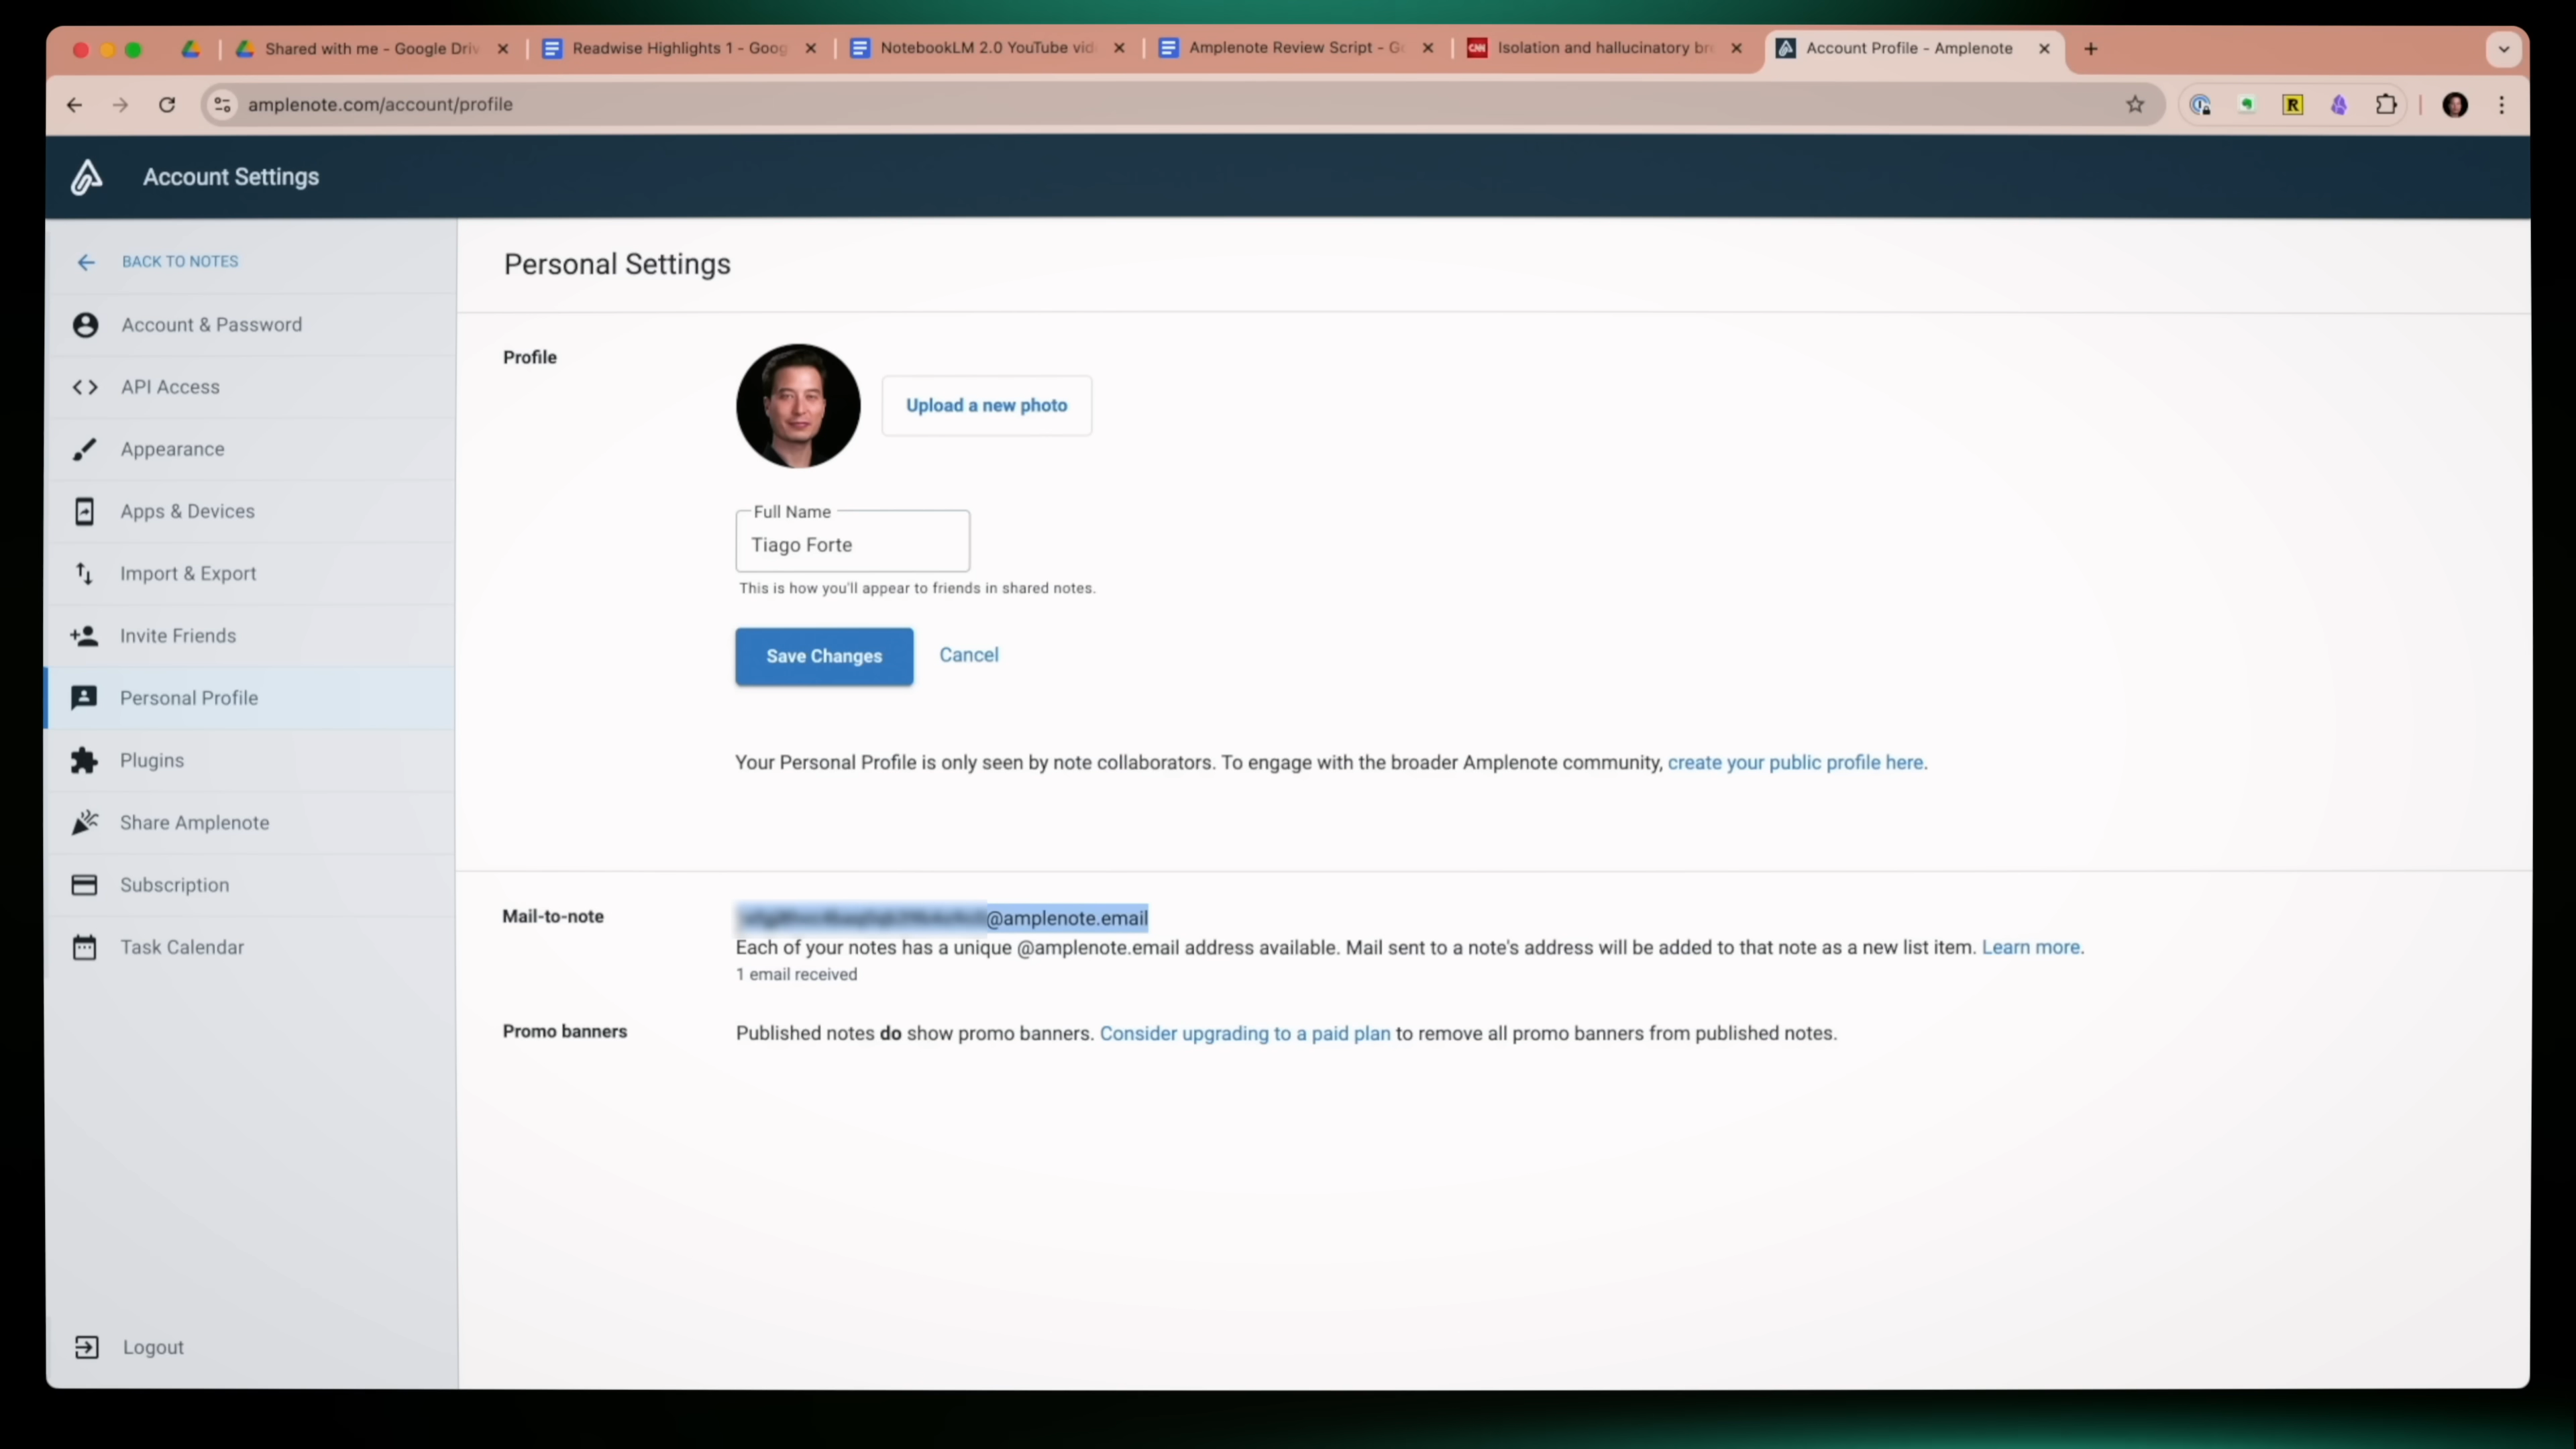 Shared with me - Google Driv
Readwise Highlights 1 - Goog
NotebookLM 2.0 YouTube vid
Amplenote Review Script - G
CNN
Isolation and hallucinatory br
Account Profile - Amplenote
amplenote.com/account/profile
R
Account Settings
BACK TO NOTES
Account & Password
API Access
Appearance
Apps & Devices
Import & Export
Invite Friends
Personal Profile
Plugins
Share Amplenote
Subscription
Task Calendar
Logout
Personal Settings
Profile
Upload a new photo
Full Name
Tiago Forte
This is how you'll appear to friends in shared notes.
Save Changes
Cancel
Your Personal Profile is only seen by note collaborators. To engage with the broader Amplenote community, create your public profile here.
Mail-to-note
@amplenote.email
Each of your notes has a unique @amplenote.email address available. Mail sent to a note's address will be added to that note as a new list item. Learn more.
1 email received
Promo banners
Published notes do show promo banners. Consider upgrading to a paid plan to remove all promo banners from published notes.